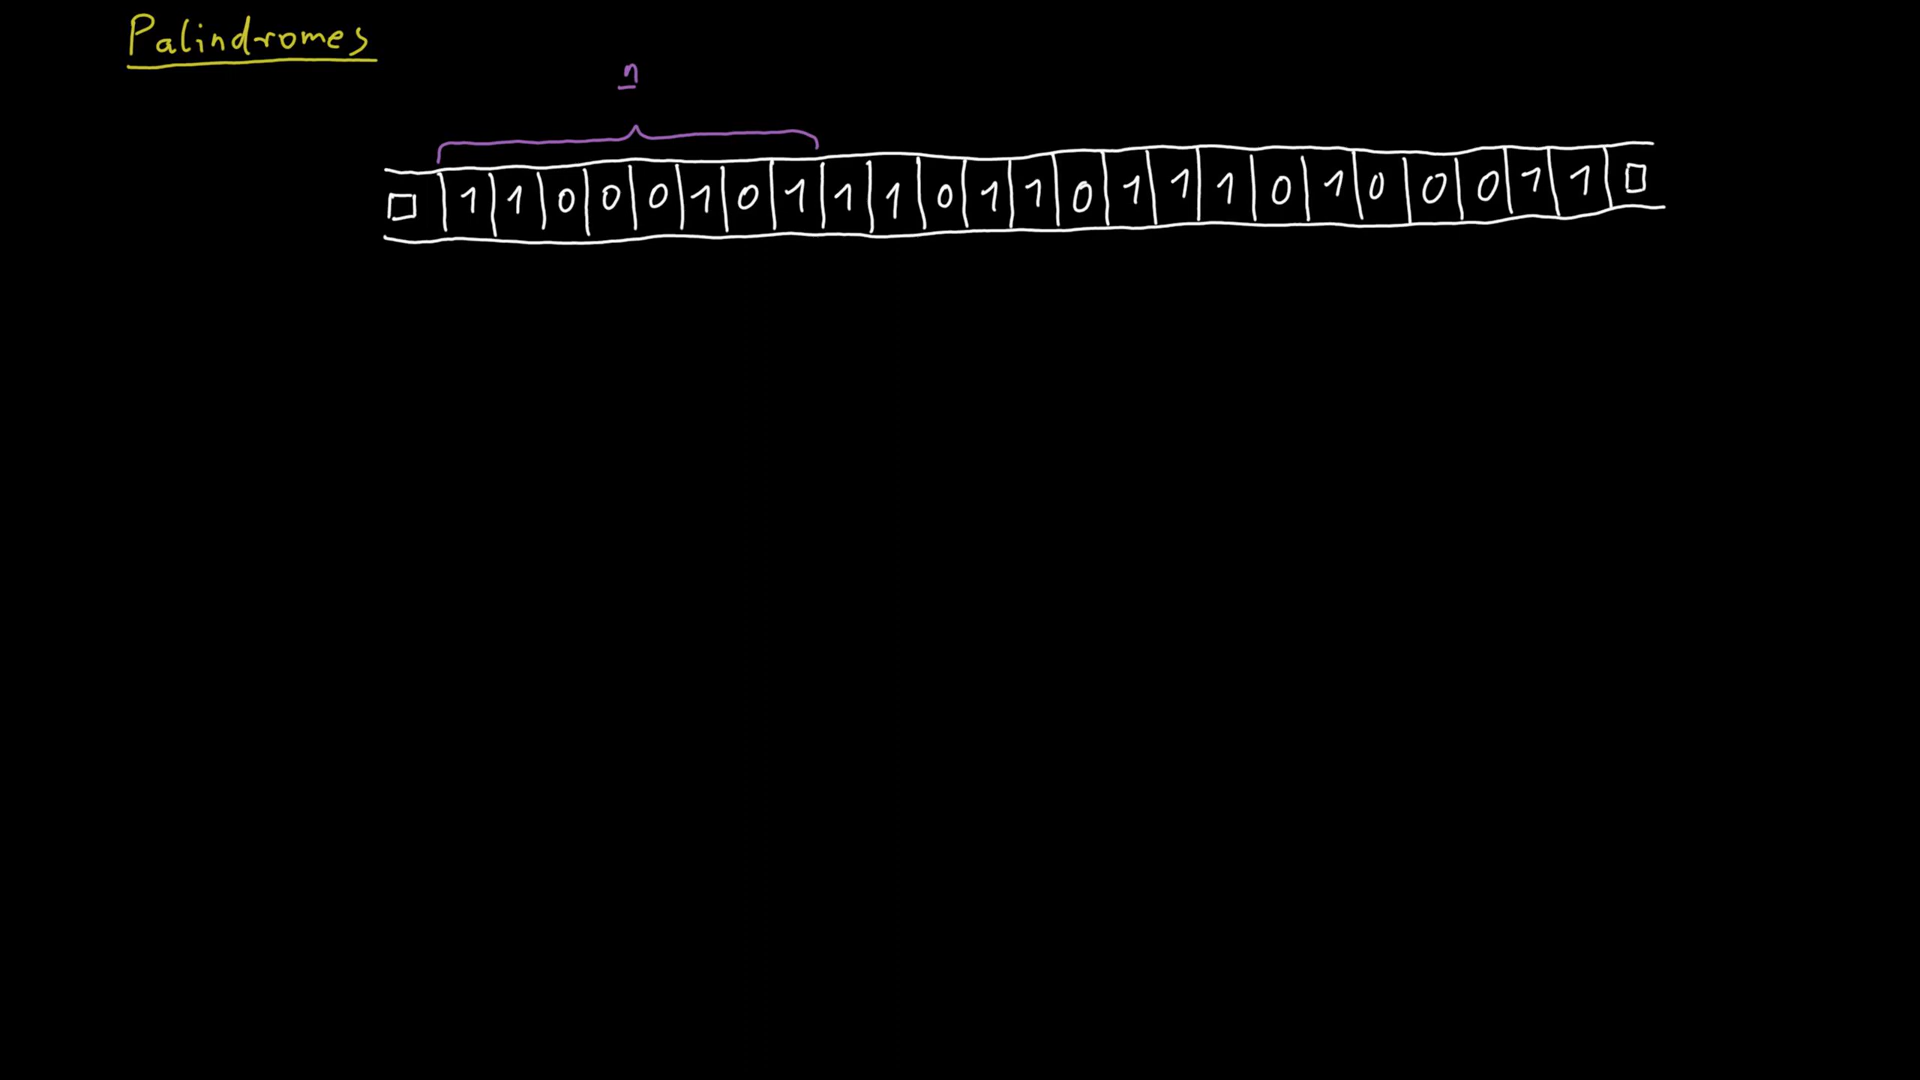 Palindromes
n
□ 1 1 0 0 0 1 0 1 1 1 0 1 1 0 1 1 1 0 1 0 0 0 1 1 □